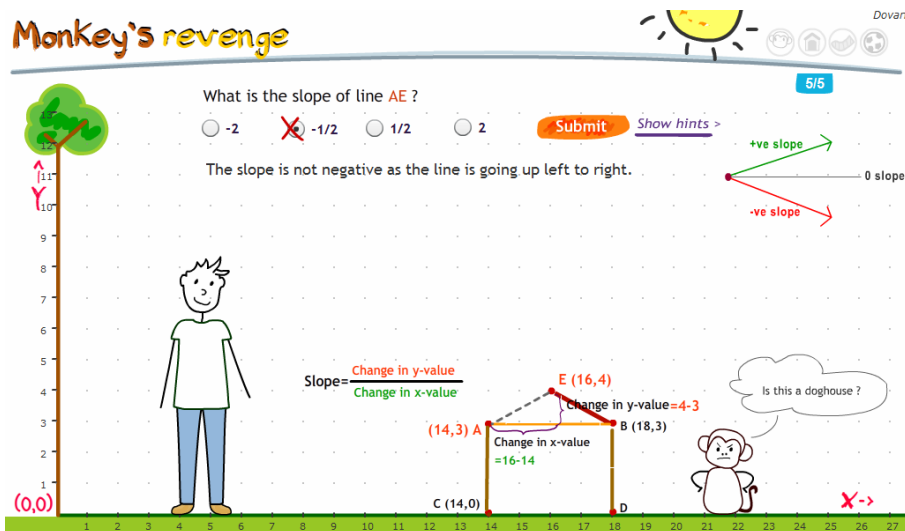 Monkey's revenge
Dovan
5/5
What is the slope of line AE ?
-2
-1/2
1/2
2
Submit
Show hints >
The slope is not negative as the line is going up left to right.
+ve slope
0 slope
-ve slope
13
12
11
Y
10
9
8
7
6
5
4
3
2
1
(0,0)
Slope=
Change in y-value
Change in x-value
E (16,4)
Change in y-value=4-3
(14,3) A
B (18,3)
Change in x-value
=16-14
C (14,0)
D
Is this a doghouse ?
X->
1 2 3 4 5 6 7 8 9 10 11 12 13 14 15 16 17 18 19 20 21 22 23 24 25 26 27